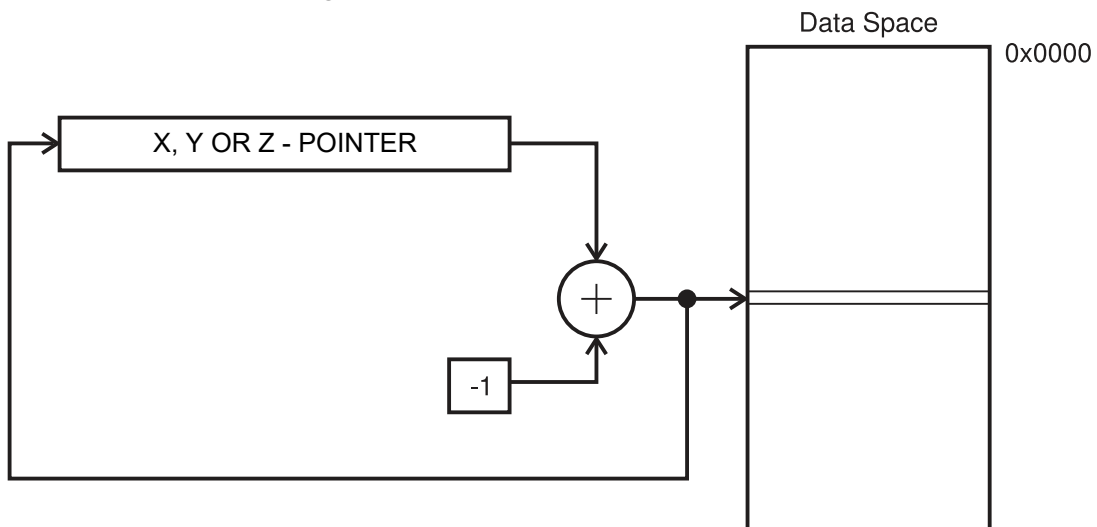 Data Space
0x0000
X, Y OR Z - POINTER
-1